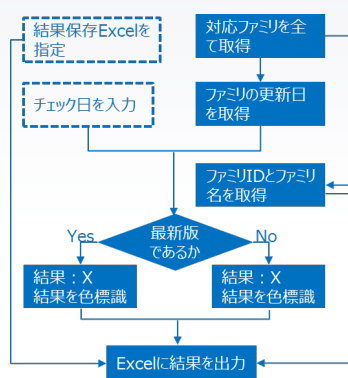 結果保存Excelを
指定
対応ファミリを全
て取得
チェック日を入力
ファミリの更新日
を取得
ファミリIDとファミリ
名を取得
最新版
であるか
Yes
No
結果：X
結果を色標識
結果：X
結果を色標識
Excelに結果を出力